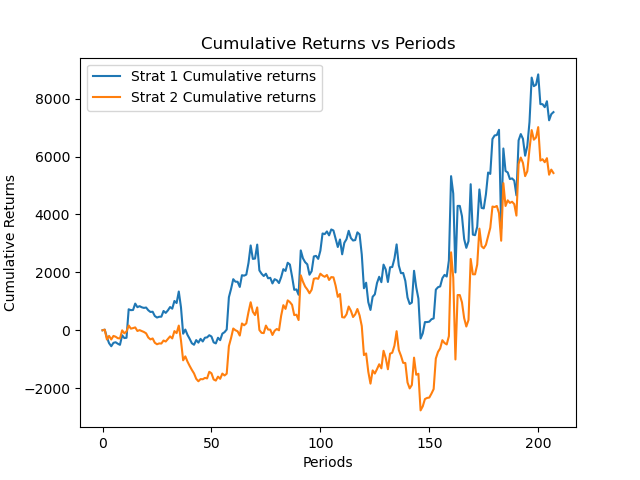 Cumulative Returns vs Periods
Strat 1 Cumulative returns
Strat 2 Cumulative returns
Cumulative Returns
8000
6000
4000
2000
0
−2000
0 50 100 150 200
Periods